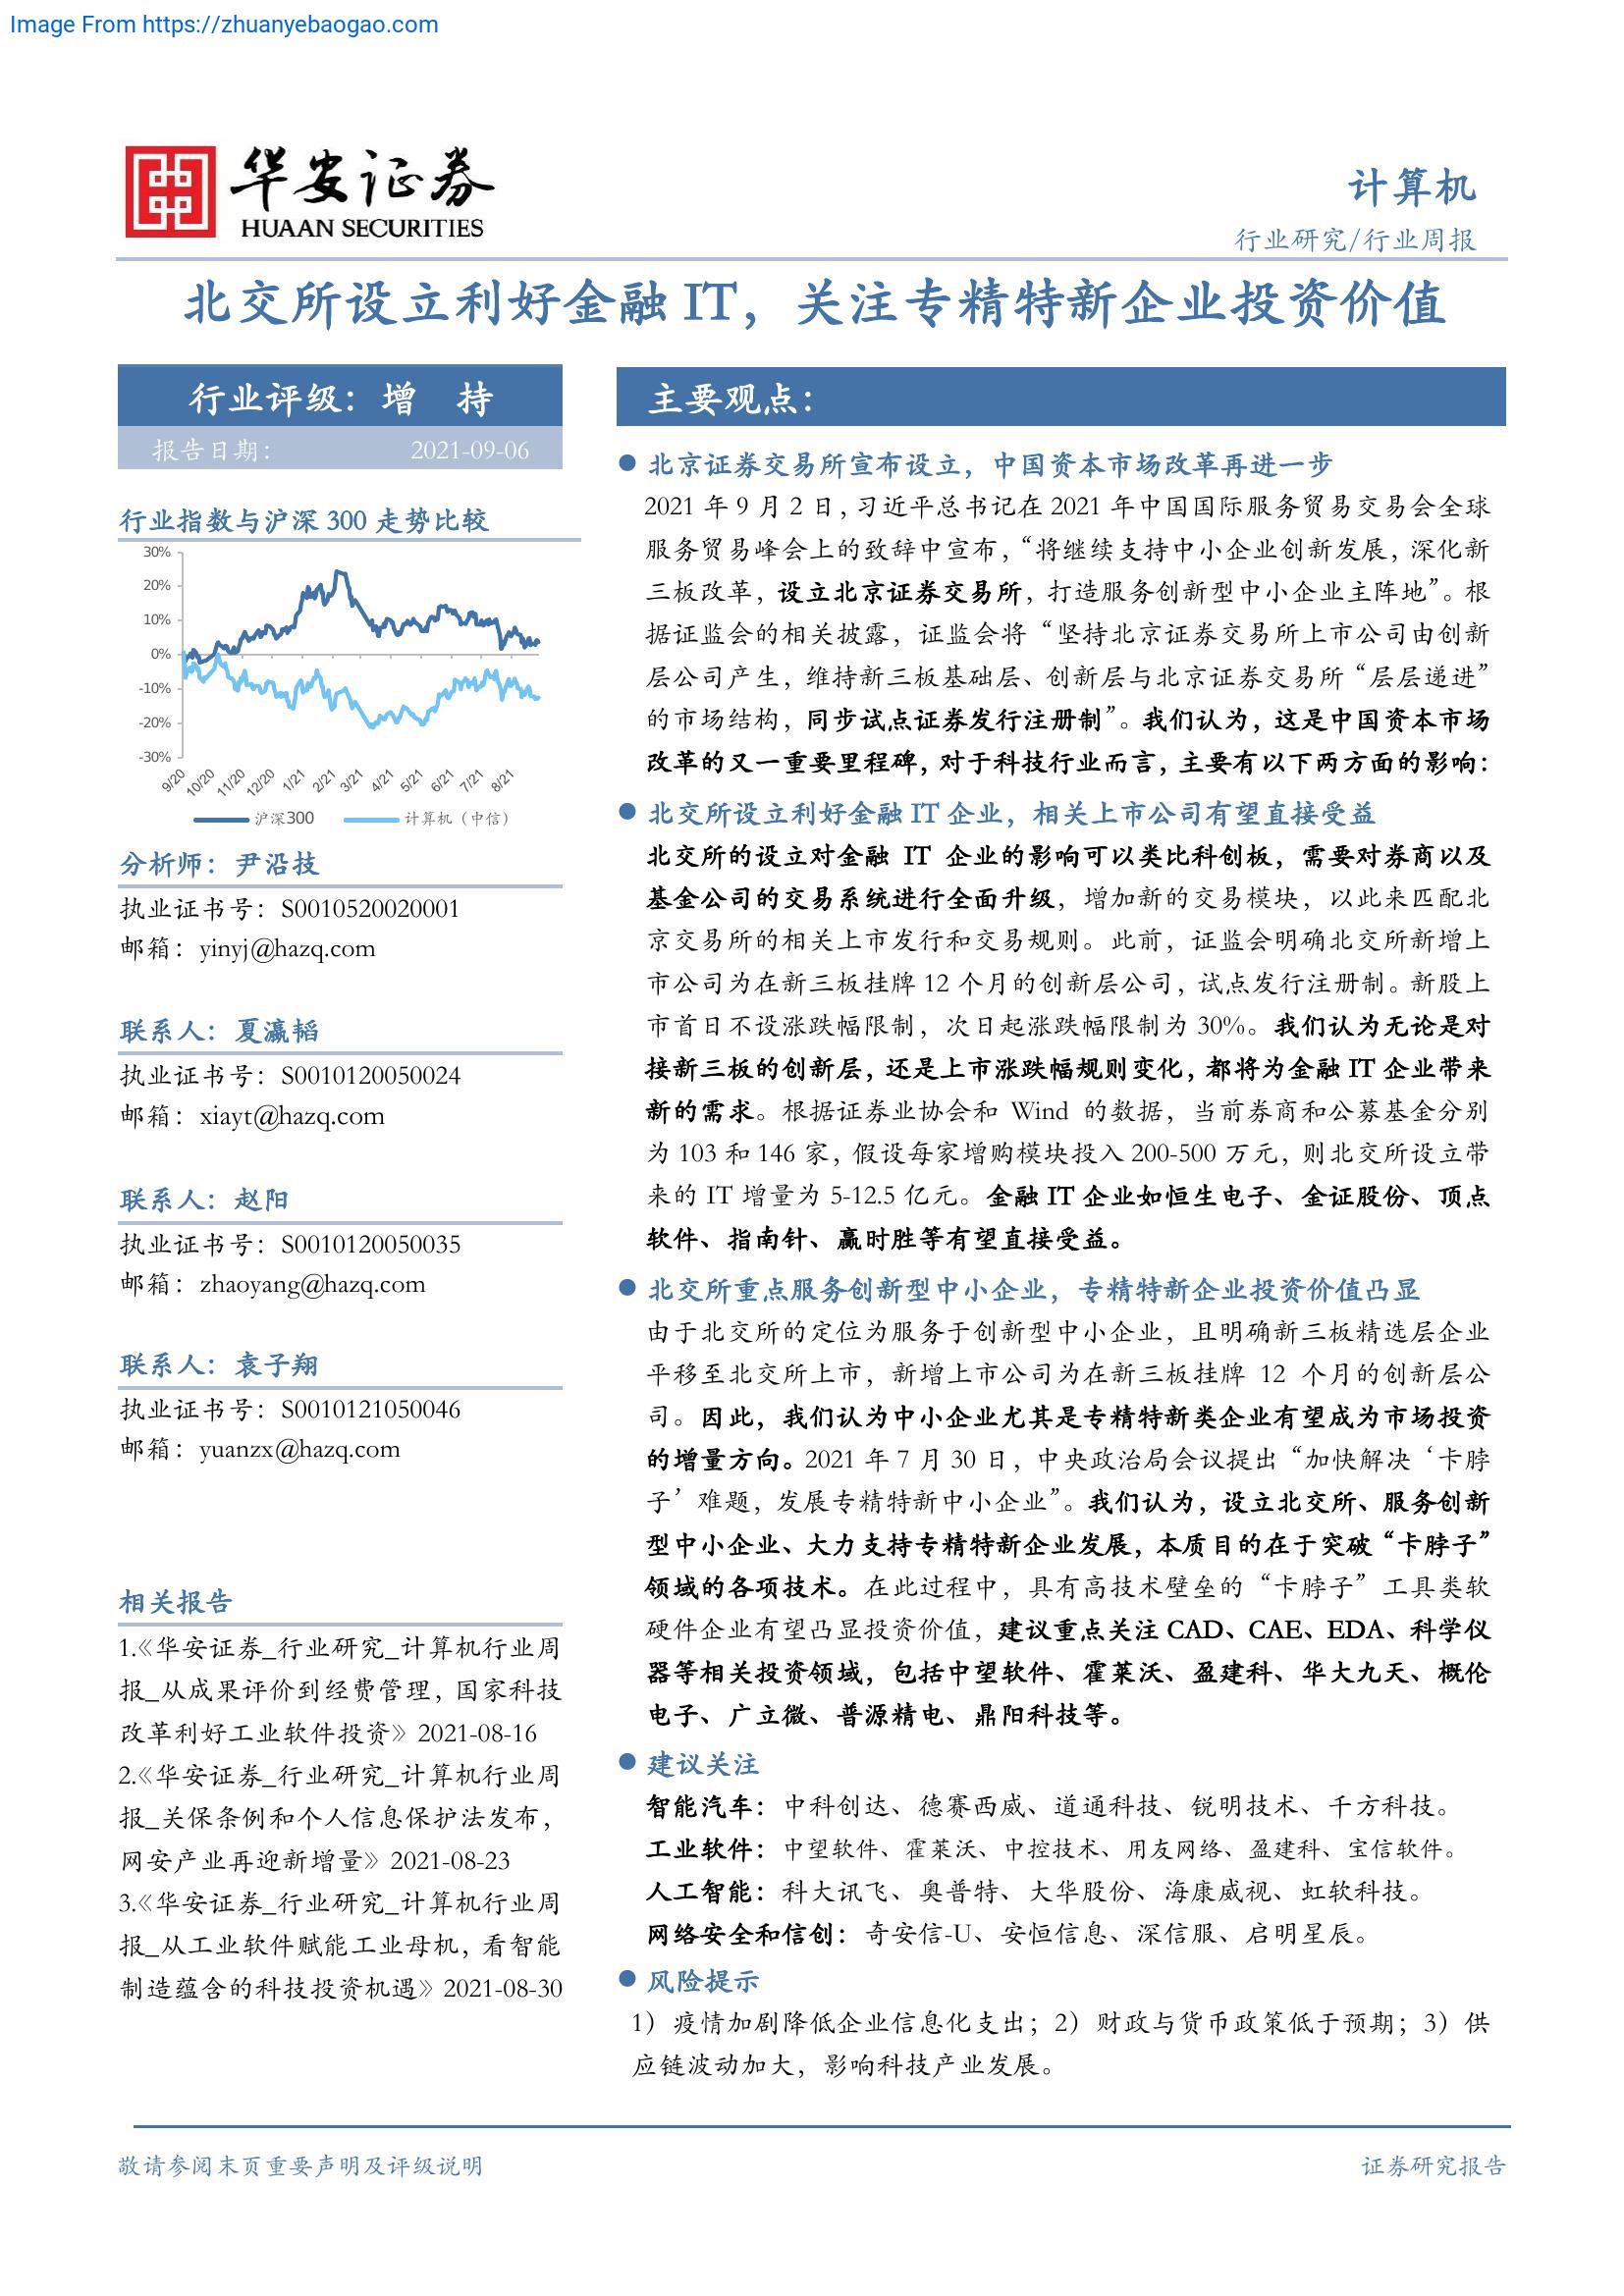 Image From https://zhuanyebaogao.com
华安证券
HUAAN SECURITIES
计算机
行业研究/行业周报
北交所设立利好金融 IT，关注专精特新企业投资价值
行业评级：增 持
报告日期： 2021-09-06
行业指数与沪深 300 走势比较
30%
20%
10%
0%
-10%
-20%
-30%
9/20 10/20 11/20 12/20 1/21 2/21 3/21 4/21 5/21 6/21 7/21 8/21
沪深300 计算机（中信）
分析师：尹沿技
执业证书号：S0010520020001
邮箱：yinyj@hazq.com
联系人：夏瀛韬
执业证书号：S0010120050024
邮箱：xiayt@hazq.com
联系人：赵阳
执业证书号：S0010120050035
邮箱：zhaoyang@hazq.com
联系人：袁子翔
执业证书号：S0010121050046
邮箱：yuanzx@hazq.com
相关报告
1.《华安证券_行业研究_计算机行业周
报_从成果评价到经费管理，国家科技
改革利好工业软件投资》2021-08-16
2.《华安证券_行业研究_计算机行业周
报_关保条例和个人信息保护法发布，
网安产业再迎新增量》2021-08-23
3.《华安证券_行业研究_计算机行业周
报_从工业软件赋能工业母机，看智能
制造蕴含的科技投资机遇》2021-08-30
主要观点：
● 北京证券交易所宣布设立，中国资本市场改革再进一步
2021 年 9 月 2 日，习近平总书记在 2021 年中国国际服务贸易交易会全球
服务贸易峰会上的致辞中宣布，“将继续支持中小企业创新发展，深化新
三板改革，设立北京证券交易所，打造服务创新型中小企业主阵地”。根
据证监会的相关披露，证监会将“坚持北京证券交易所上市公司由创新
层公司产生，维持新三板基础层、创新层与北京证券交易所“层层递进”
的市场结构，同步试点证券发行注册制”。我们认为，这是中国资本市场
改革的又一重要里程碑，对于科技行业而言，主要有以下两方面的影响：
● 北交所设立利好金融 IT 企业，相关上市公司有望直接受益
北交所的设立对金融 IT 企业的影响可以类比科创板，需要对券商以及
基金公司的交易系统进行全面升级，增加新的交易模块，以此来匹配北
京交易所的相关上市发行和交易规则。此前，证监会明确北交所新增上
市公司为在新三板挂牌 12 个月的创新层公司，试点发行注册制。新股上
市首日不设涨跌幅限制，次日起涨跌幅限制为 30%。我们认为无论是对
接新三板的创新层，还是上市涨跌幅规则变化，都将为金融 IT 企业带来
新的需求。根据证券业协会和 Wind 的数据，当前券商和公募基金分别
为 103 和 146 家，假设每家增购模块投入 200-500 万元，则北交所设立带
来的 IT 增量为 5-12.5 亿元。金融 IT 企业如恒生电子、金证股份、顶点
软件、指南针、赢时胜等有望直接受益。
● 北交所重点服务创新型中小企业，专精特新企业投资价值凸显
由于北交所的定位为服务于创新型中小企业，且明确新三板精选层企业
平移至北交所上市，新增上市公司为在新三板挂牌 12 个月的创新层公
司。因此，我们认为中小企业尤其是专精特新类企业有望成为市场投资
的增量方向。2021 年 7 月 30 日，中央政治局会议提出“加快解决‘卡脖
子’难题，发展专精特新中小企业”。我们认为，设立北交所、服务创新
型中小企业、大力支持专精特新企业发展，本质目的在于突破“卡脖子”
领域的各项技术。在此过程中，具有高技术壁垒的“卡脖子”工具类软
硬件企业有望凸显投资价值，建议重点关注 CAD、CAE、EDA、科学仪
器等相关投资领域，包括中望软件、霍莱沃、盈建科、华大九天、概伦
电子、广立微、普源精电、鼎阳科技等。
● 建议关注
智能汽车：中科创达、德赛西威、道通科技、锐明技术、千方科技。
工业软件：中望软件、霍莱沃、中控技术、用友网络、盈建科、宝信软件。
人工智能：科大讯飞、奥普特、大华股份、海康威视、虹软科技。
网络安全和信创：奇安信-U、安恒信息、深信服、启明星辰。
● 风险提示
1）疫情加剧降低企业信息化支出；2）财政与货币政策低于预期；3）供
应链波动加大，影响科技产业发展。
敬请参阅末页重要声明及评级说明
证券研究报告